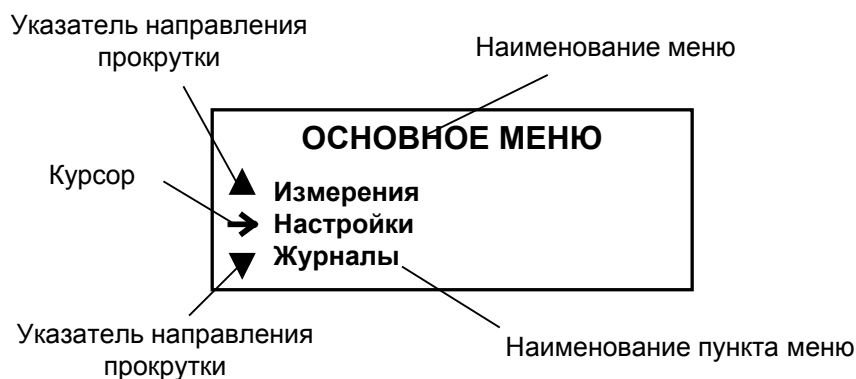 Указатель направления
прокрутки
Наименование меню
ОСНОВНОЕ МЕНЮ
Курсор
Измерения
Настройки
Журналы
Указатель направления
прокрутки
Наименование пункта меню